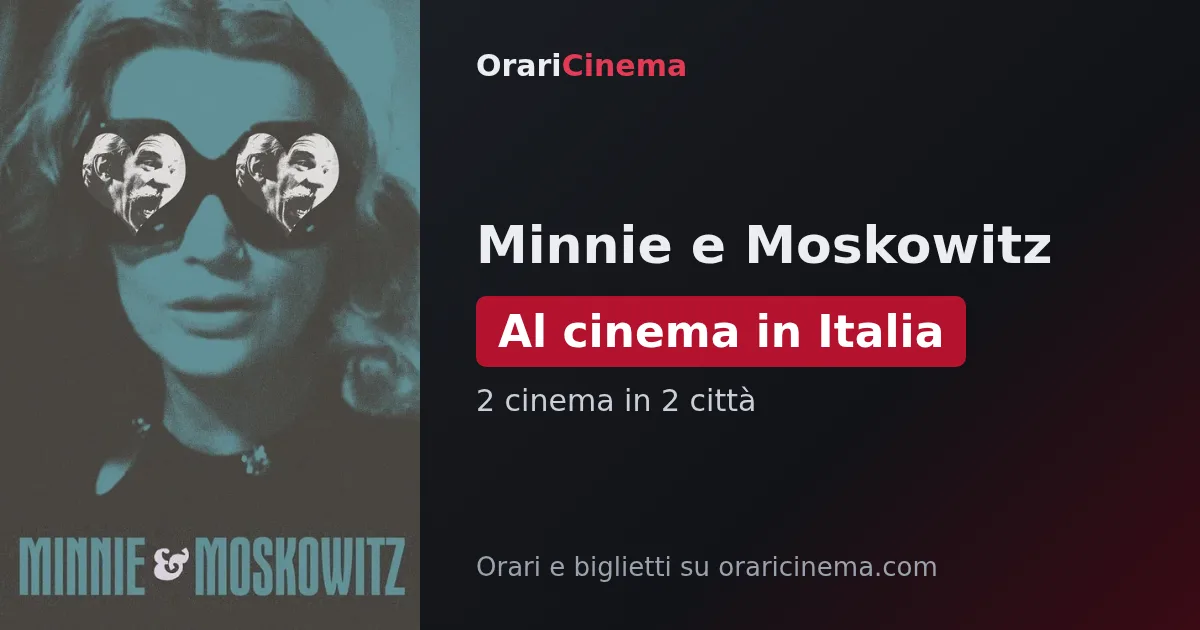 MINNIE & MOSKOWITZ
OrariCinema
Minnie e Moskowitz
Al cinema in Italia
2 cinema in 2 città
Orari e biglietti su oraricinema.com